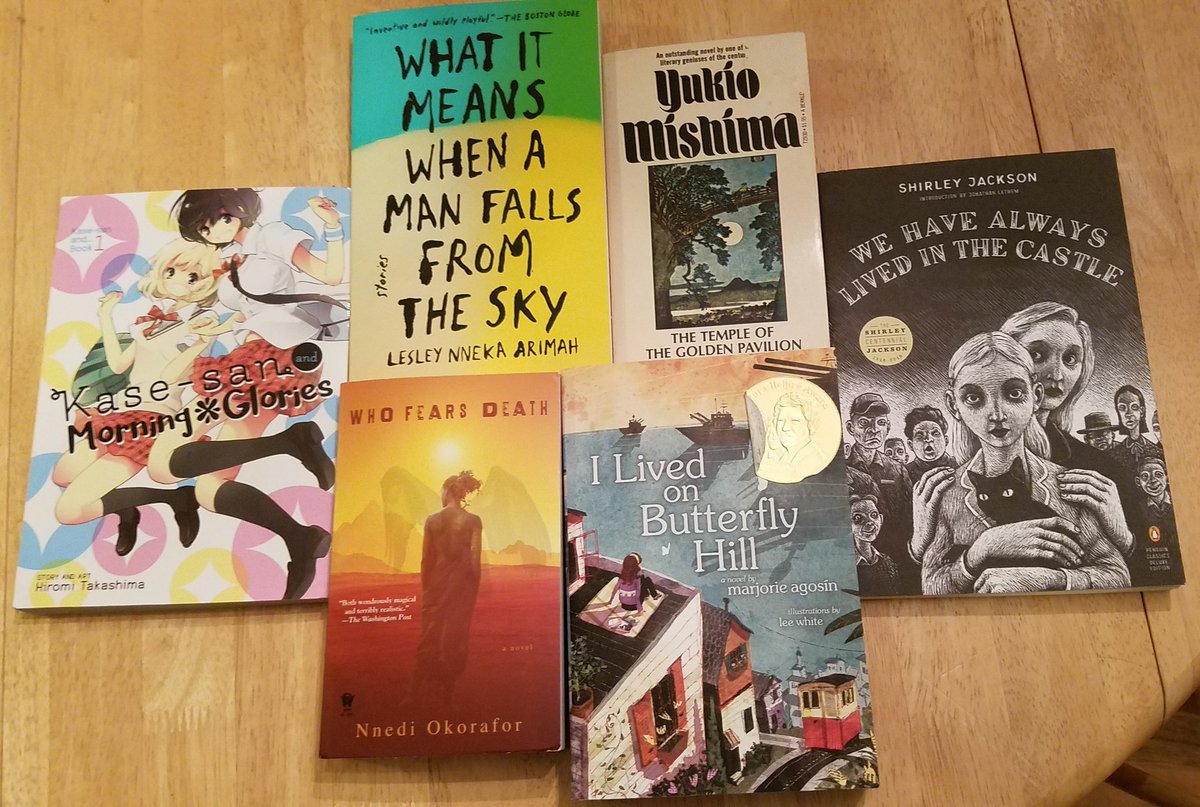 Kase-san
and...
Book 1
Kase-san and
Morning Glories
STORY AND ART
Hiromi Takashima
"Inventive and wildly playful." —THE BOSTON GLOBE
WHAT IT
MEANS
WHEN A
MAN FALLS
FROM
THE SKY
stories
LESLEY NNEKA ARIMAH
An outstanding novel by one of
literary geniuses of the
Yukio
Mishima
THE TEMPLE OF
THE GOLDEN PAVILION
SHIRLEY JACKSON
INTRODUCTION BY JONATHAN LETHEM
WE HAVE ALWAYS
LIVED IN THE CASTLE
THE
SHIRLEY
CENTENNIAL
JACKSON
PENGUIN
CLASSICS
DELUXE
EDITION
WHO FEARS DEATH
"Both wondrously magical
and terribly realistic."
—The Washington Post
a novel
Nnedi Okorafor
I Lived
on
Butterfly
Hill
a novel by
marjorie agosín
illustrations by
lee white